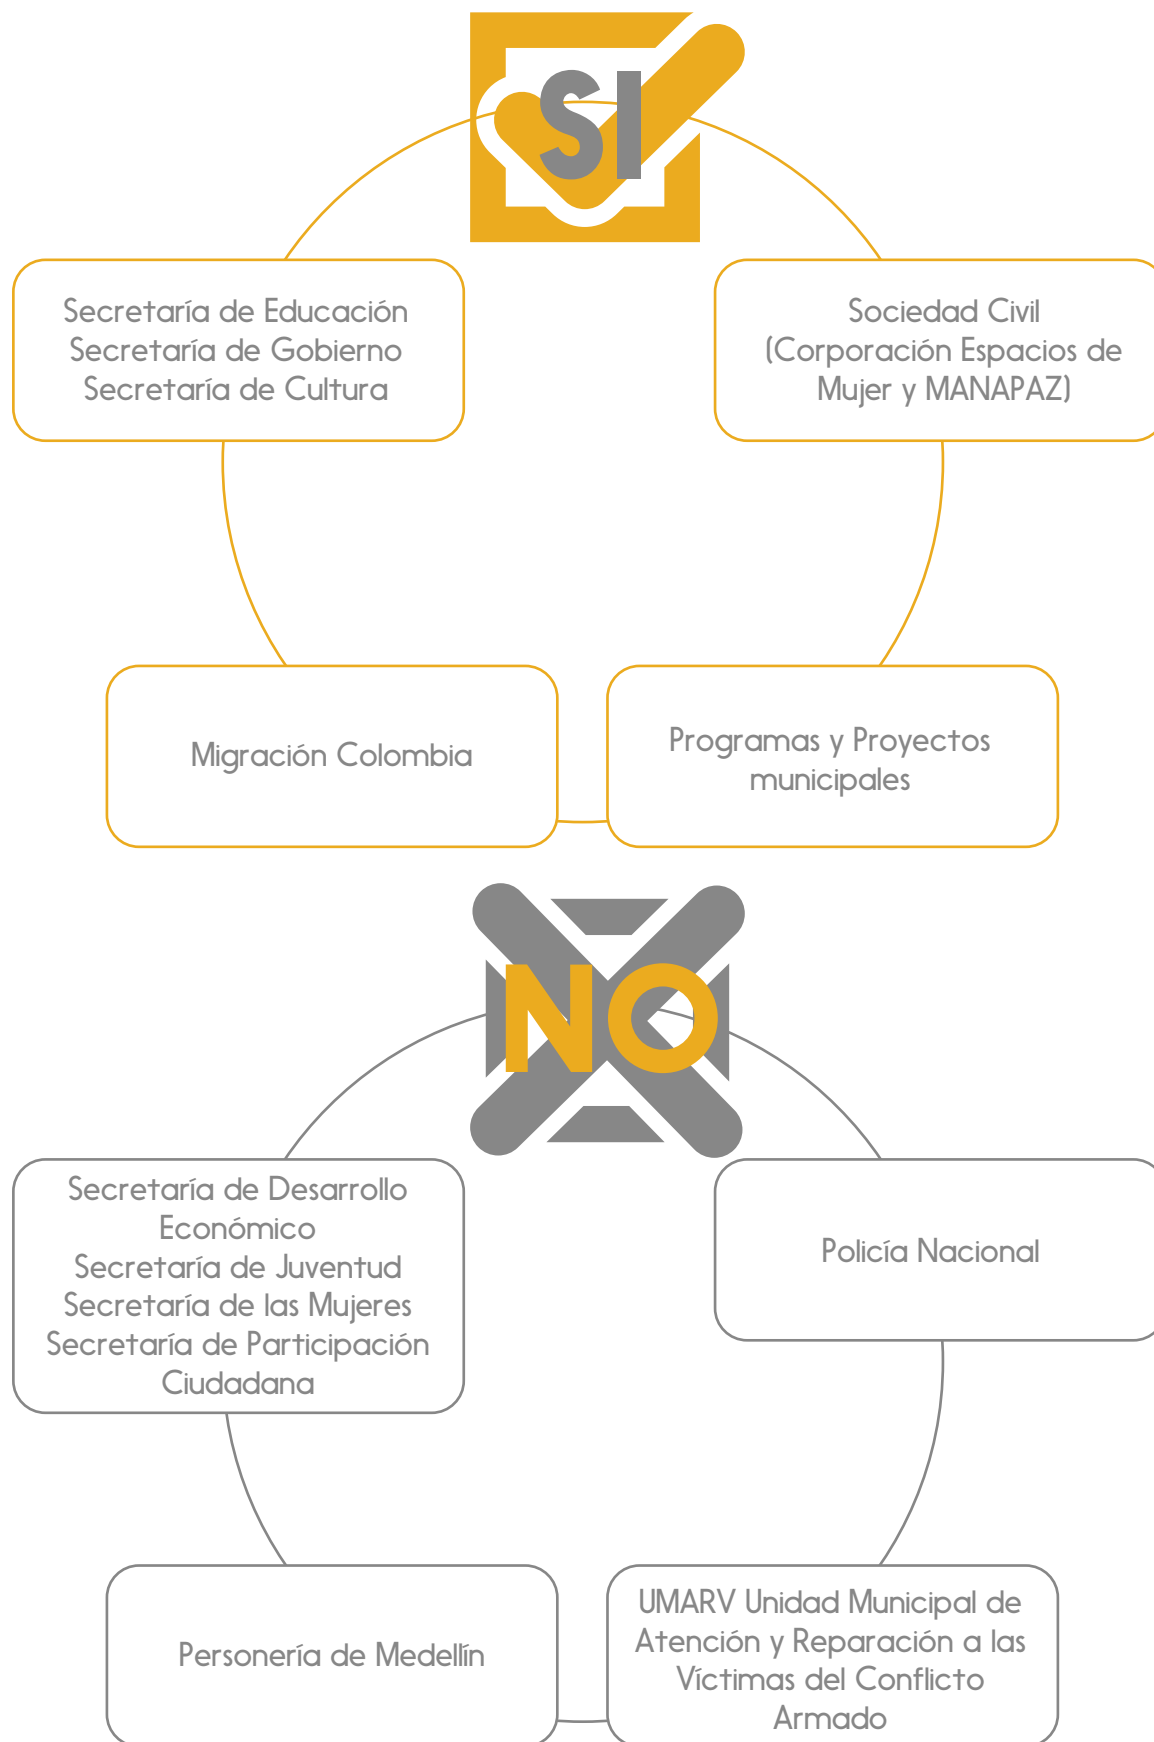 SI
Secretaría de Educación
Secretaría de Gobierno
Secretaría de Cultura
Sociedad Civil
(Corporación Espacios de
Mujer y MANAPAZ)
Migración Colombia
Programas y Proyectos
municipales
NO
Secretaría de Desarrollo
Económico
Secretaría de Juventud
Secretaría de las Mujeres
Secretaría de Participación
Ciudadana
Policía Nacional
Personería de Medellín
UMARV Unidad Municipal de
Atención y Reparación a las
Víctimas del Conflicto
Armado